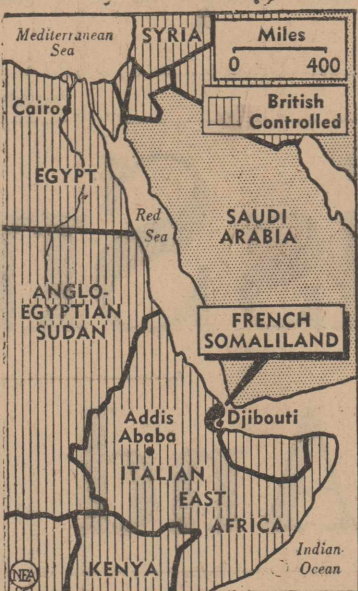 Mediterranean
Sea
SYRIA
Miles
0
400
British
Controlled
Cairo
EGYPT
Red
Sea
SAUDI
ARABIA
ANGLO-
EGYPTIAN
SUDAN
FRENCH
SOMALILAND
Djibouti
Addis
Ababa
ITALIAN
EAST
AFRICA
Indian
Ocean
KENYA
NEA